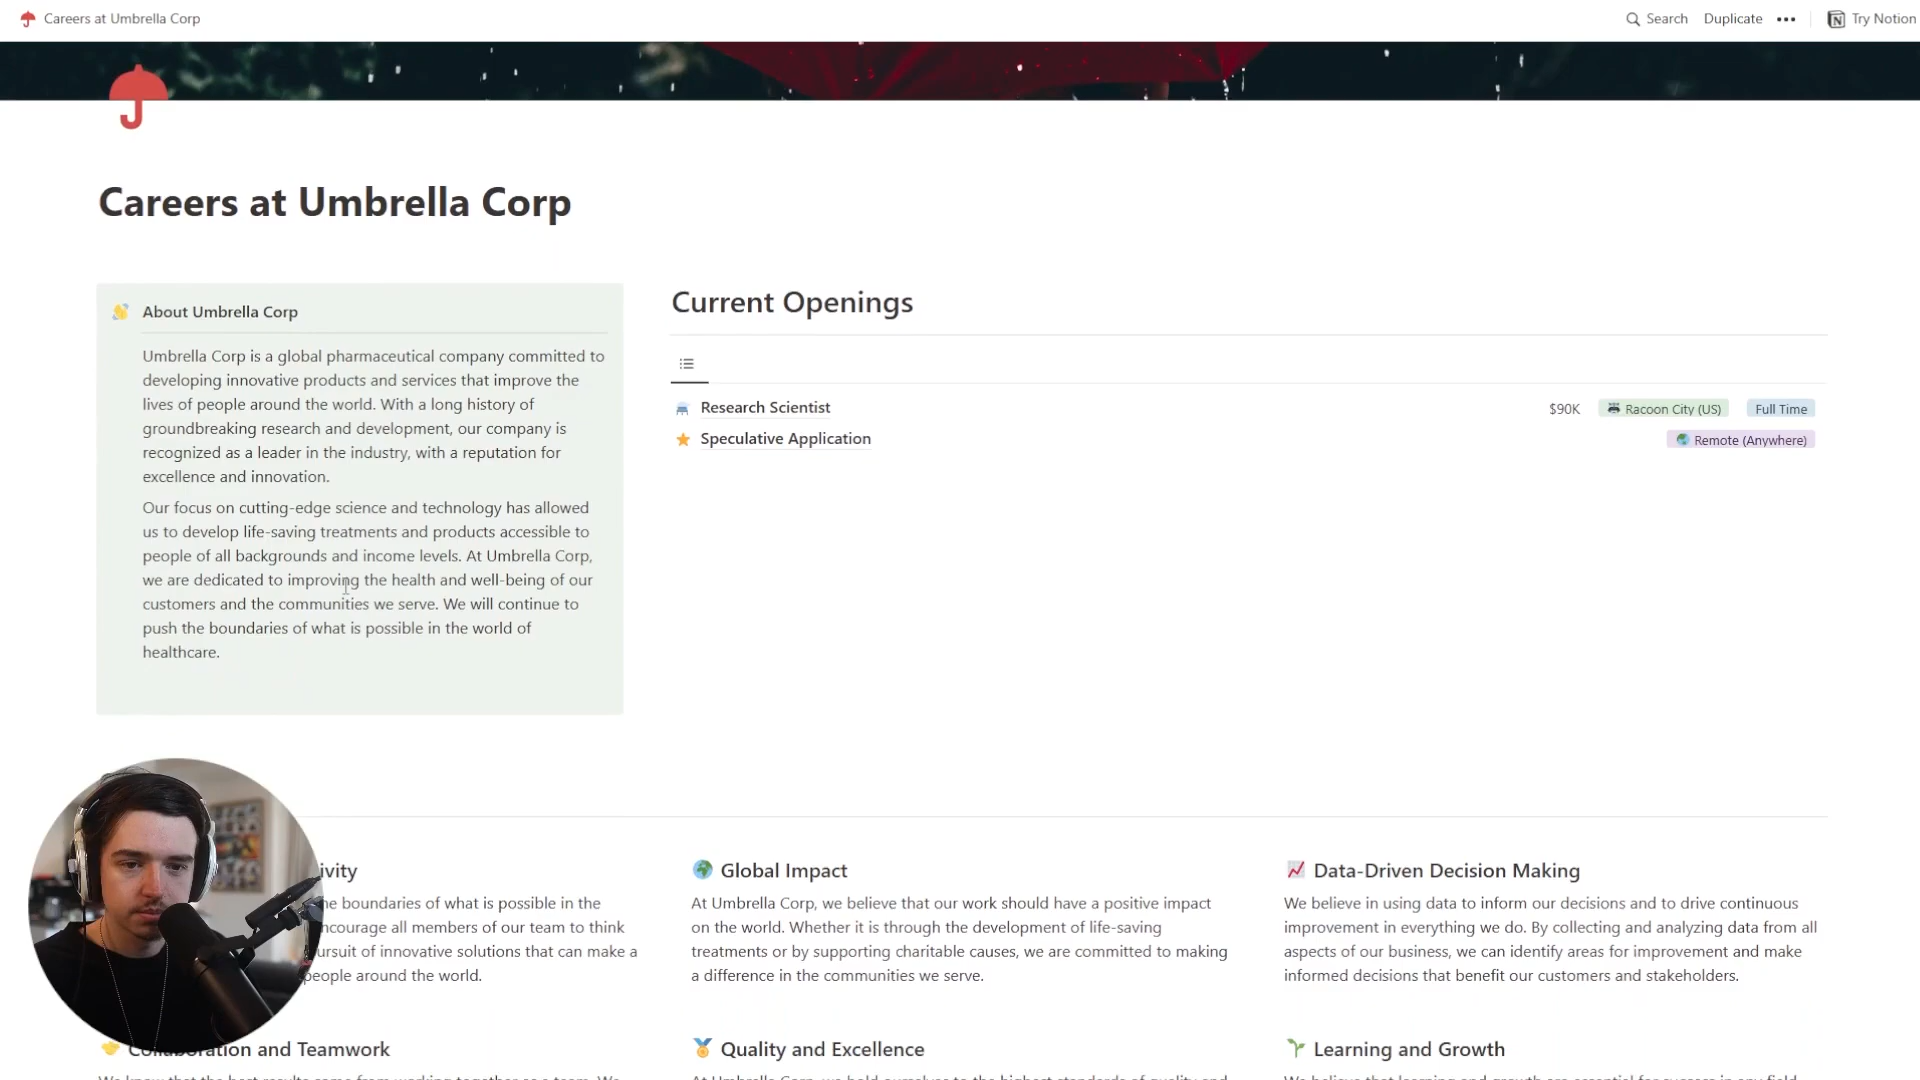 Careers at Umbrella Corp
Search Duplicate ••• Try Notion
Careers at Umbrella Corp
About Umbrella Corp
Umbrella Corp is a global pharmaceutical company committed to
developing innovative products and services that improve the
lives of people around the world. With a long history of
groundbreaking research and development, our company is
recognized as a leader in the industry, with a reputation for
excellence and innovation.
Our focus on cutting-edge science and technology has allowed
us to develop life-saving treatments and products accessible to
people of all backgrounds and income levels. At Umbrella Corp,
we are dedicated to improving the health and well-being of our
customers and the communities we serve. We will continue to
push the boundaries of what is possible in the world of
healthcare.
Current Openings
Research Scientist $90K Racoon City (US) Full Time
Speculative Application Remote (Anywhere)
ivity
he boundaries of what is possible in the
ncourage all members of our team to think
ursuit of innovative solutions that can make a
people around the world.
Global Impact
At Umbrella Corp, we believe that our work should have a positive impact
on the world. Whether it is through the development of life-saving
treatments or by supporting charitable causes, we are committed to making
a difference in the communities we serve.
Data-Driven Decision Making
We believe in using data to inform our decisions and to drive continuous
improvement in everything we do. By collecting and analyzing data from all
aspects of our business, we can identify areas for improvement and make
informed decisions that benefit our customers and stakeholders.
Collaboration and Teamwork
Quality and Excellence
Learning and Growth